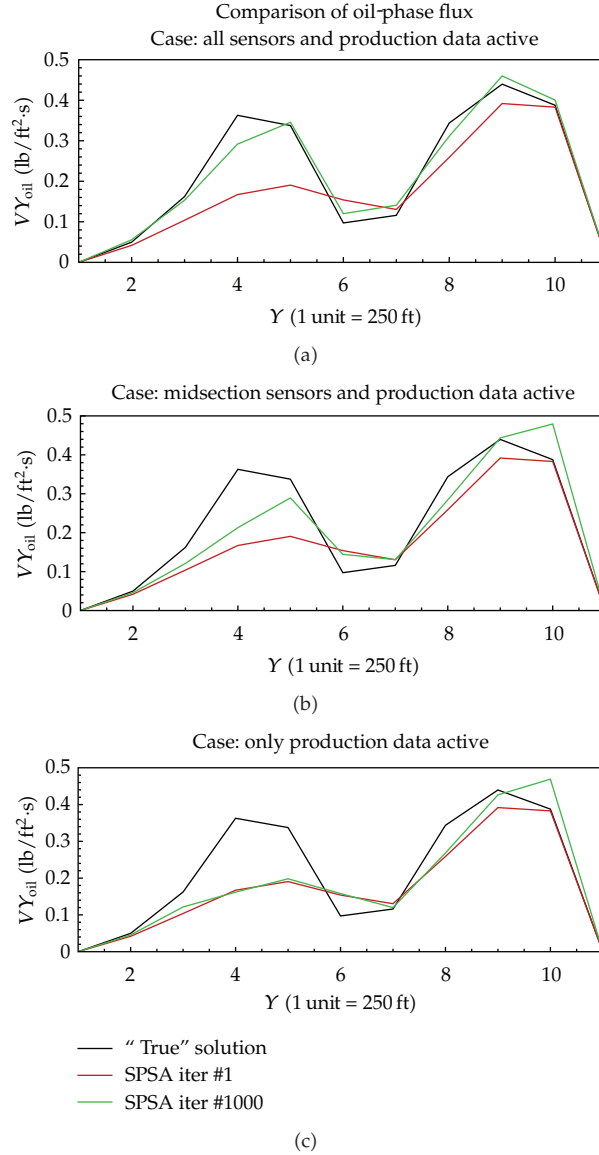 Comparison of oil-phase flux
Case: all sensors and production data active
VY_oil (lb/ft²·s)
0.5
0.4
0.3
0.2
0.1
0
2 4 6 8 10
Y (1 unit = 250 ft)
(a)
Case: midsection sensors and production data active
VY_oil (lb/ft²·s)
0.5
0.4
0.3
0.2
0.1
0
2 4 6 8 10
Y (1 unit = 250 ft)
(b)
Case: only production data active
VY_oil (lb/ft²·s)
0.5
0.4
0.3
0.2
0.1
0
2 4 6 8 10
Y (1 unit = 250 ft)
“ True” solution
SPSA iter #1
SPSA iter #1000
(c)